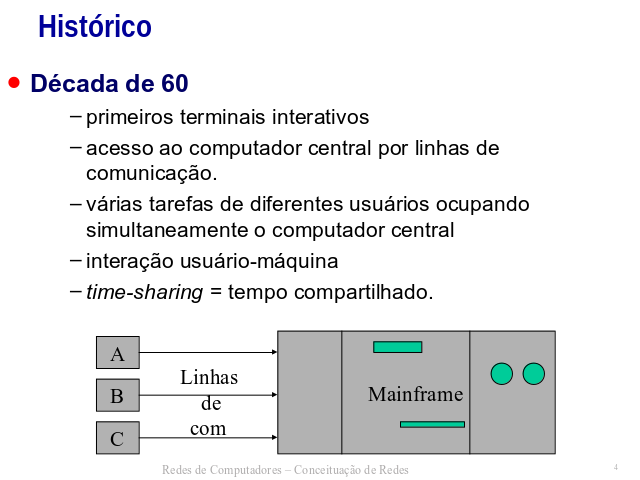 Histórico
• Década de 60
– primeiros terminais interativos
– acesso ao computador central por linhas de
comunicação.
– várias tarefas de diferentes usuários ocupando
simultaneamente o computador central
– interação usuário-máquina
– time-sharing = tempo compartilhado.
A
B
C
Linhas
de
com
Mainframe
Redes de Computadores – Conceituação de Redes
4